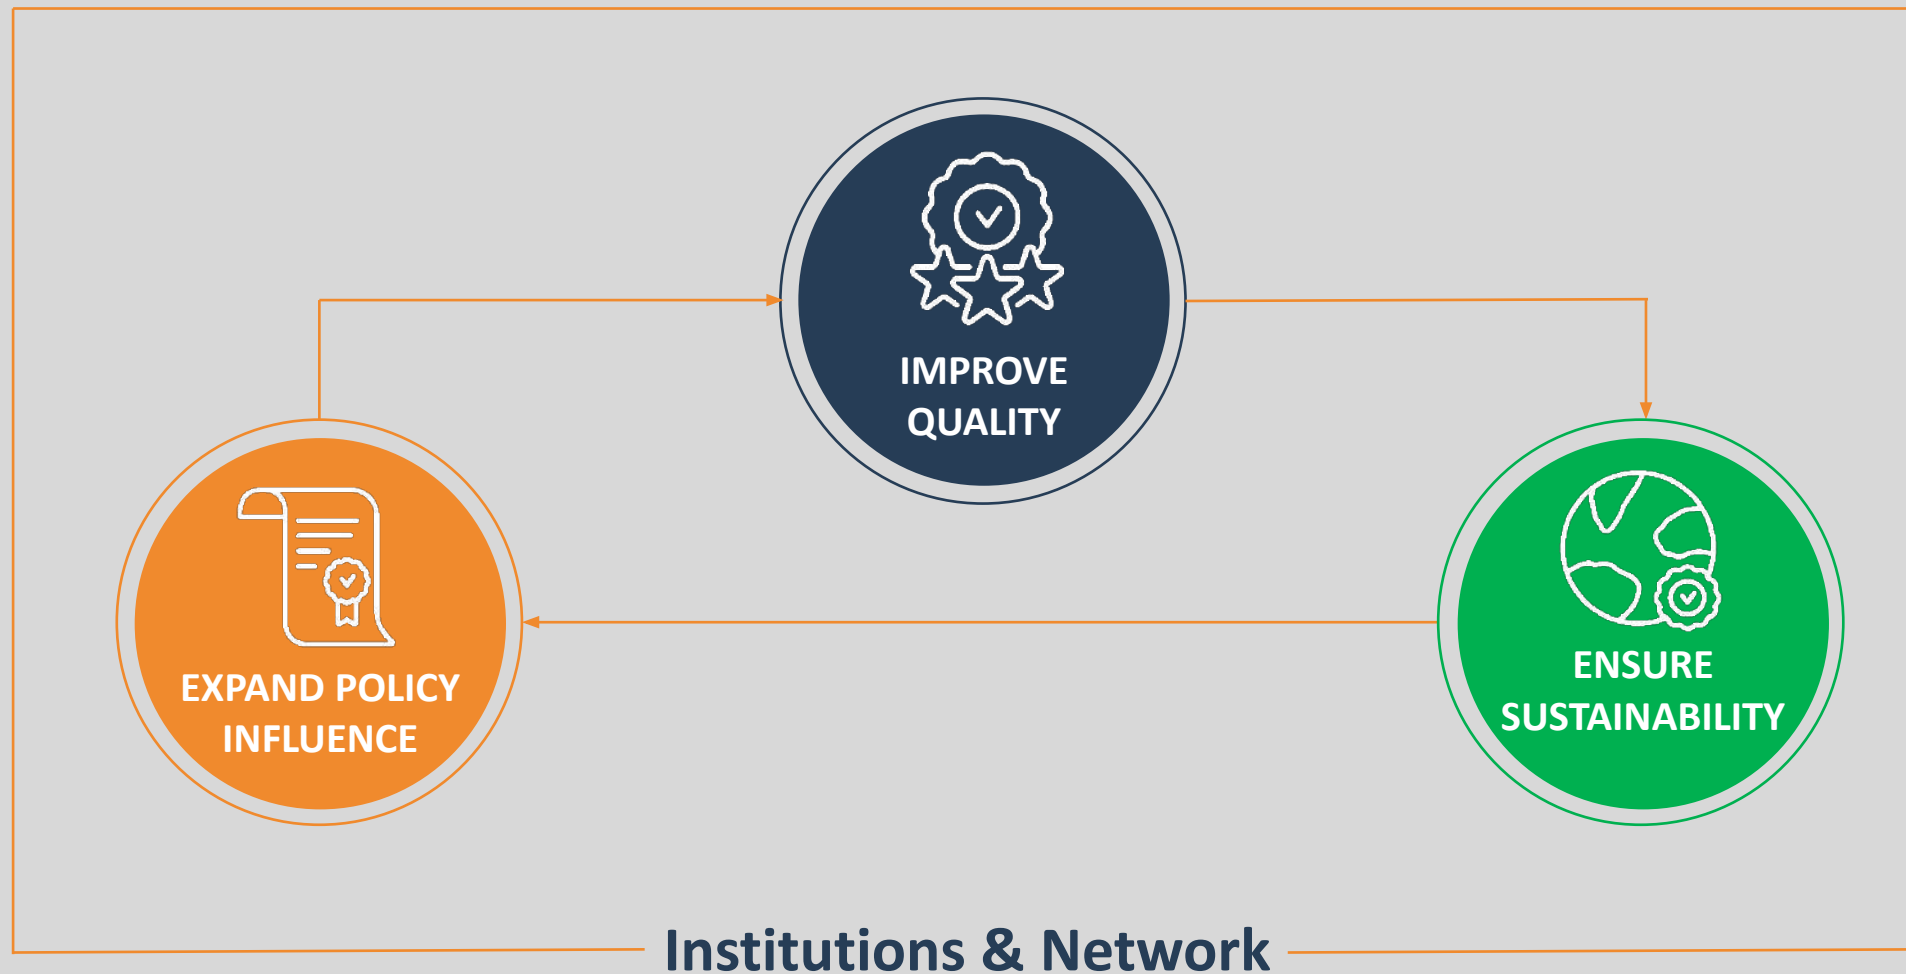 IMPROVE
QUALITY
EXPAND POLICY
INFLUENCE
ENSURE
SUSTAINABILITY
Institutions & Network